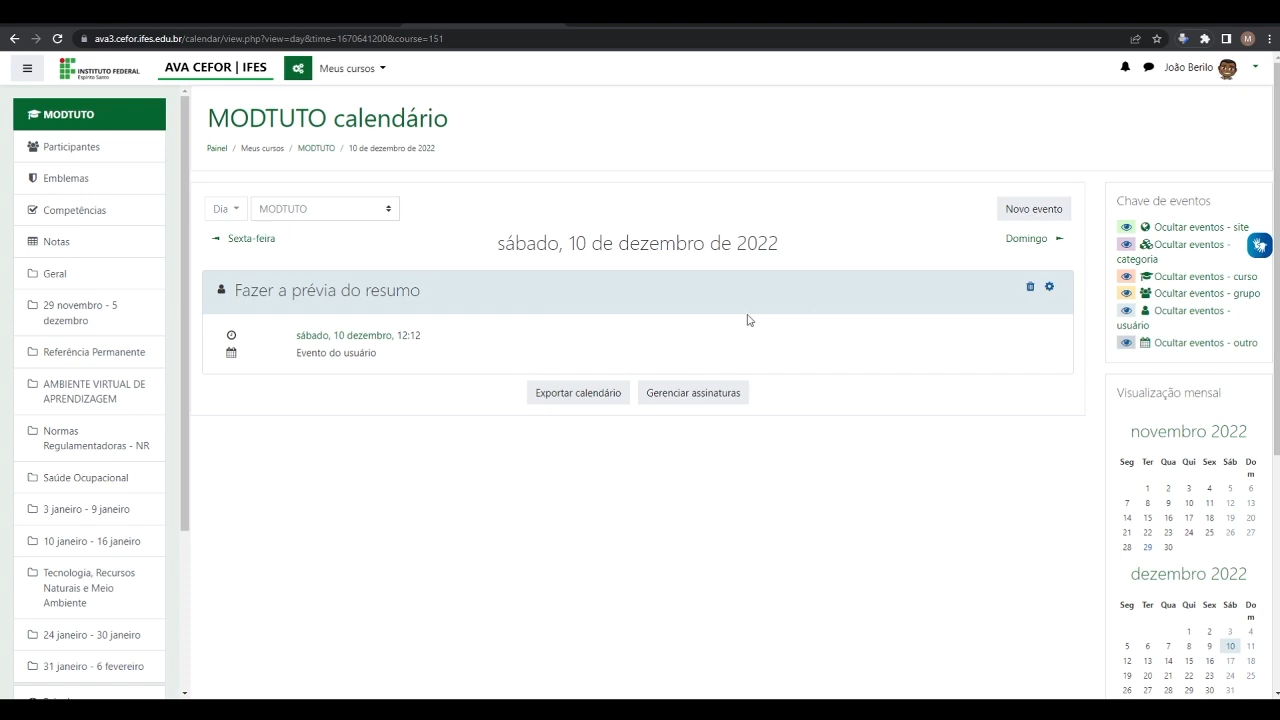 ava3.cefor.ifes.edu.br/calendar/view.php?view=day&time=1670641200&course=151
M
INSTITUTO FEDERAL
Espírito Santo
AVA CEFOR | IFES
Meus cursos
João Berilo
MODTUTO
Participantes
Emblemas
Competências
Notas
Geral
29 novembro - 5
dezembro
Referência Permanente
AMBIENTE VIRTUAL DE
APRENDIZAGEM
Normas
Regulamentadoras - NR
Saúde Ocupacional
3 janeiro - 9 janeiro
10 janeiro - 16 janeiro
Tecnologia, Recursos
Naturais e Meio
Ambiente
24 janeiro - 30 janeiro
31 janeiro - 6 fevereiro
MODTUTO calendário
Painel / Meus cursos / MODTUTO / 10 de dezembro de 2022
Dia
MODTUTO
Novo evento
Sexta-feira
sábado, 10 de dezembro de 2022
Domingo
Fazer a prévia do resumo
sábado, 10 dezembro, 12:12
Evento do usuário
Exportar calendário
Gerenciar assinaturas
Chave de eventos
Ocultar eventos - site
Ocultar eventos -
categoria
Ocultar eventos - curso
Ocultar eventos - grupo
Ocultar eventos -
usuário
Ocultar eventos - outro
Visualização mensal
novembro 2022
Seg Ter Qua Qui Sex Sáb Do
m
1 2 3 4 5 6
7 8 9 10 11 12 13
14 15 16 17 18 19 20
21 22 23 24 25 26 27
28 29 30
dezembro 2022
Seg Ter Qua Qui Sex Sáb Do
m
1 2 3 4
5 6 7 8 9 10 11
12 13 14 15 16 17 18
19 20 21 22 23 24 25
26 27 28 29 30 31